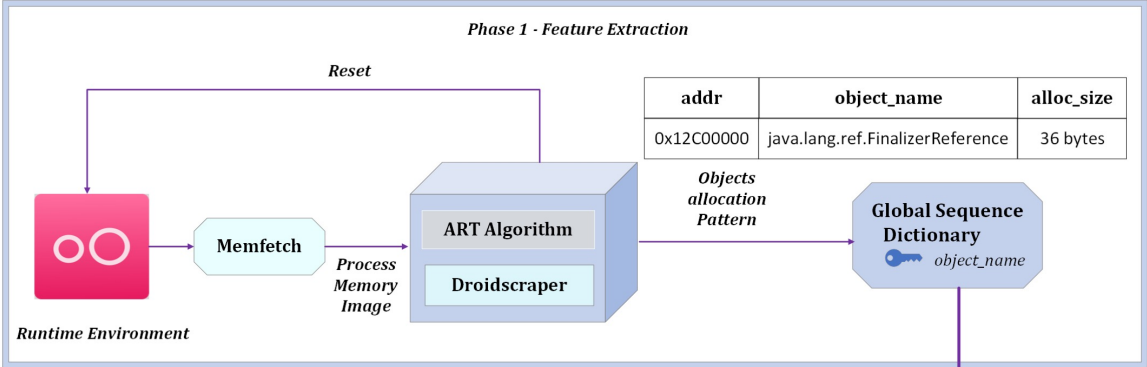 Phase 1 - Feature Extraction
Reset
addr object_name alloc_size
0x12C00000 java.lang.ref.FinalizerReference 36 bytes
Objects
allocation
Pattern
Global Sequence
Dictionary
object_name
ART Algorithm
Droidscraper
Memfetch
Process
Memory
Image
Runtime Environment